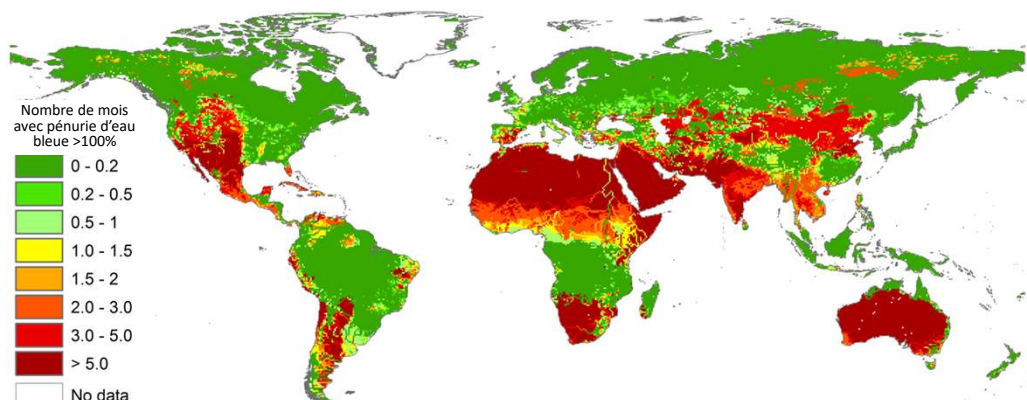 Nombre de mois
avec pénurie d'eau
bleue >100%
0 - 0.2
0.2 - 0.5
0.5 - 1
1.0 - 1.5
1.5 - 2
2.0 - 3.0
3.0 - 5.0
> 5.0
No data